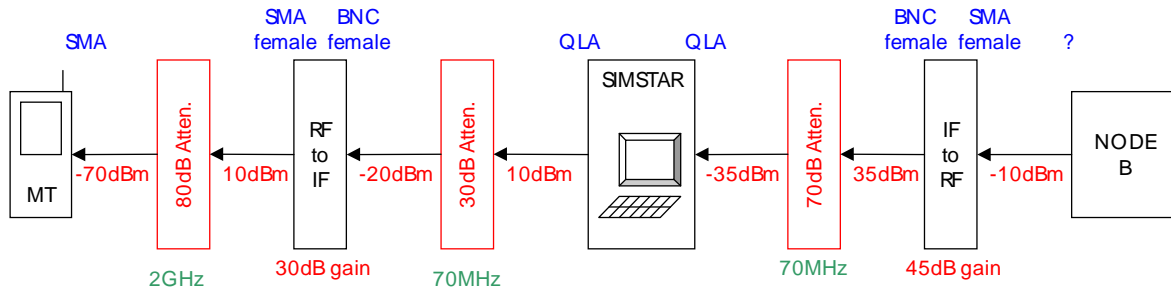 SMA BNC
BNC SMA
SMA
female female
QLA QLA
female female
?
SIMSTAR
MT
80dB Atten.
RF
to
IF
30dB Atten.
70dB Atten.
IF
to
RF
NODE
B
-70dBm
10dBm
-20dBm
10dBm
-35dBm
35dBm
-10dBm
2GHz
30dB gain
70MHz
70MHz
45dB gain